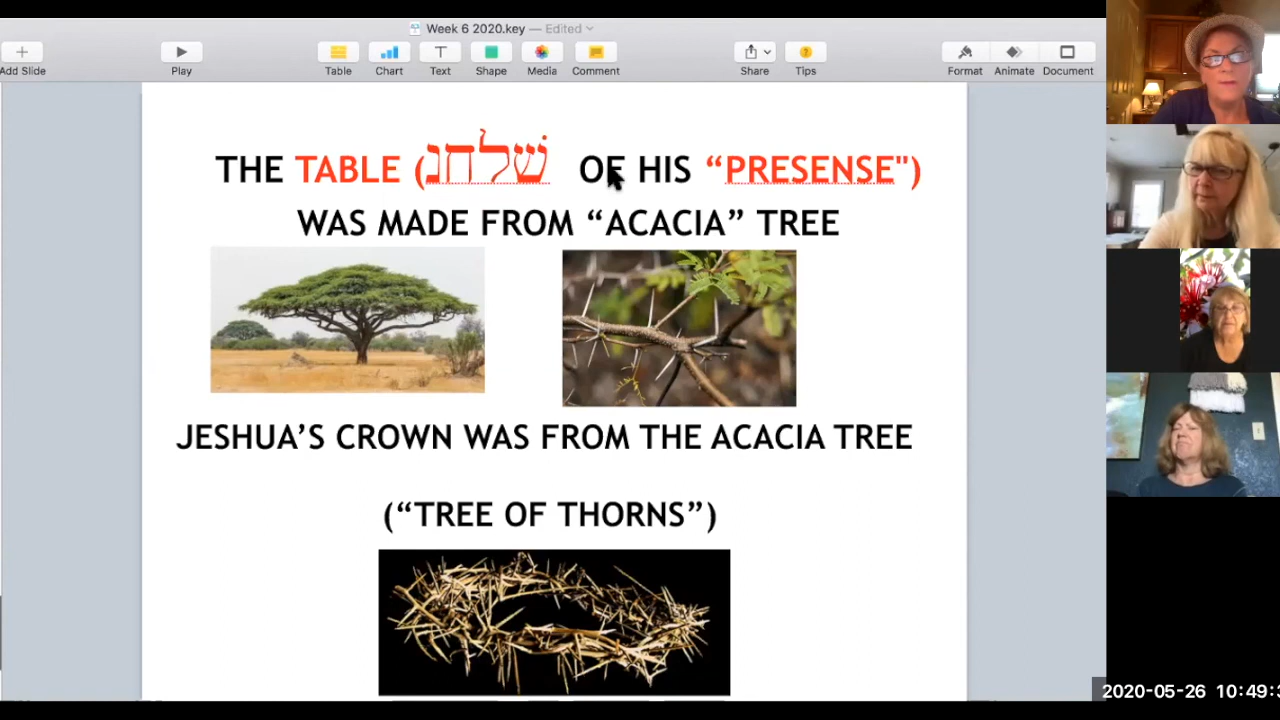 Week 6 2020.key — Edited
Add Slide
Play
Table
Chart
Text
Shape
Media
Comment
Share
Tips
Format
Animate
Document
THE TABLE (שׁלחנ OF HIS “PRESENSE")
WAS MADE FROM “ACACIA” TREE
JESHUA’S CROWN WAS FROM THE ACACIA TREE
(“TREE OF THORNS”)
2020-05-26 10:49:3